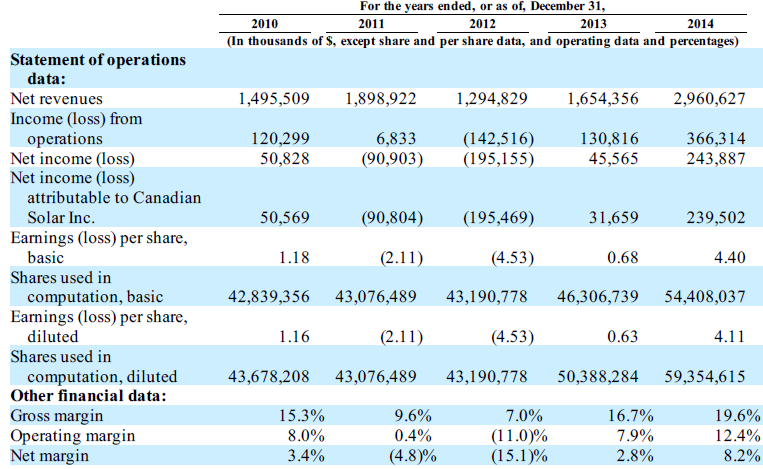 For the years ended, or as of, December 31,
2010 2011 2012 2013 2014
(In thousands of $, except share and per share data, and operating data and percentages)
Statement of operations
data:
Net revenues 1,495,509 1,898,922 1,294,829 1,654,356 2,960,627
Income (loss) from
operations 120,299 6,833 (142,516) 130,816 366,314
Net income (loss) 50,828 (90,903) (195,155) 45,565 243,887
Net income (loss)
attributable to Canadian
Solar Inc. 50,569 (90,804) (195,469) 31,659 239,502
Earnings (loss) per share,
basic 1.18 (2.11) (4.53) 0.68 4.40
Shares used in
computation, basic 42,839,356 43,076,489 43,190,778 46,306,739 54,408,037
Earnings (loss) per share,
diluted 1.16 (2.11) (4.53) 0.63 4.11
Shares used in
computation, diluted 43,678,208 43,076,489 43,190,778 50,388,284 59,354,615
Other financial data:
Gross margin 15.3% 9.6% 7.0% 16.7% 19.6%
Operating margin 8.0% 0.4% (11.0)% 7.9% 12.4%
Net margin 3.4% (4.8)% (15.1)% 2.8% 8.2%